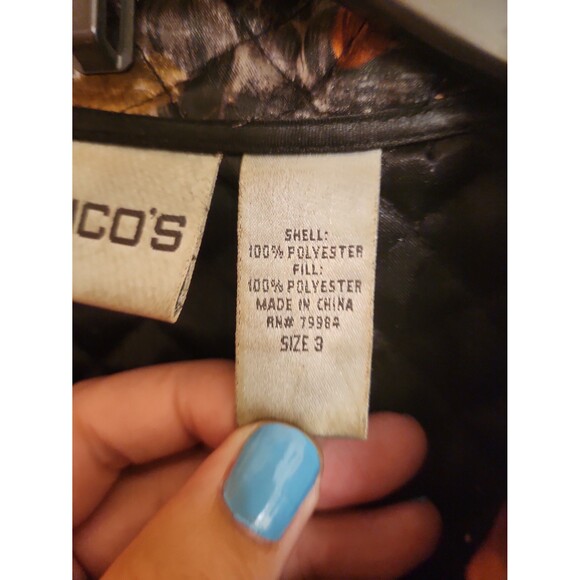 ICO'S
SHELL:
100% POLYESTER
FILL:
100% POLYESTER
MADE IN CHINA
RN# 79984
SIZE 3